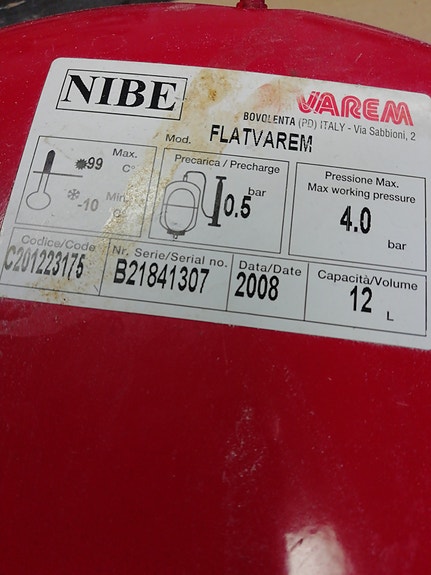 NIBE
VAREM
BOVOLENTA (PD) ITALY - Via Sabbioni, 2
Mod. FLATVAREM
Max.
99 C°
Min.
-10 C°
Precarica / Precharge
0.5 bar
Pressione Max.
Max working pressure
4.0
bar
Codice/Code
C201223175
Nr. Serie/Serial no.
B21841307
Data/Date
2008
Capacità/Volume
12 L